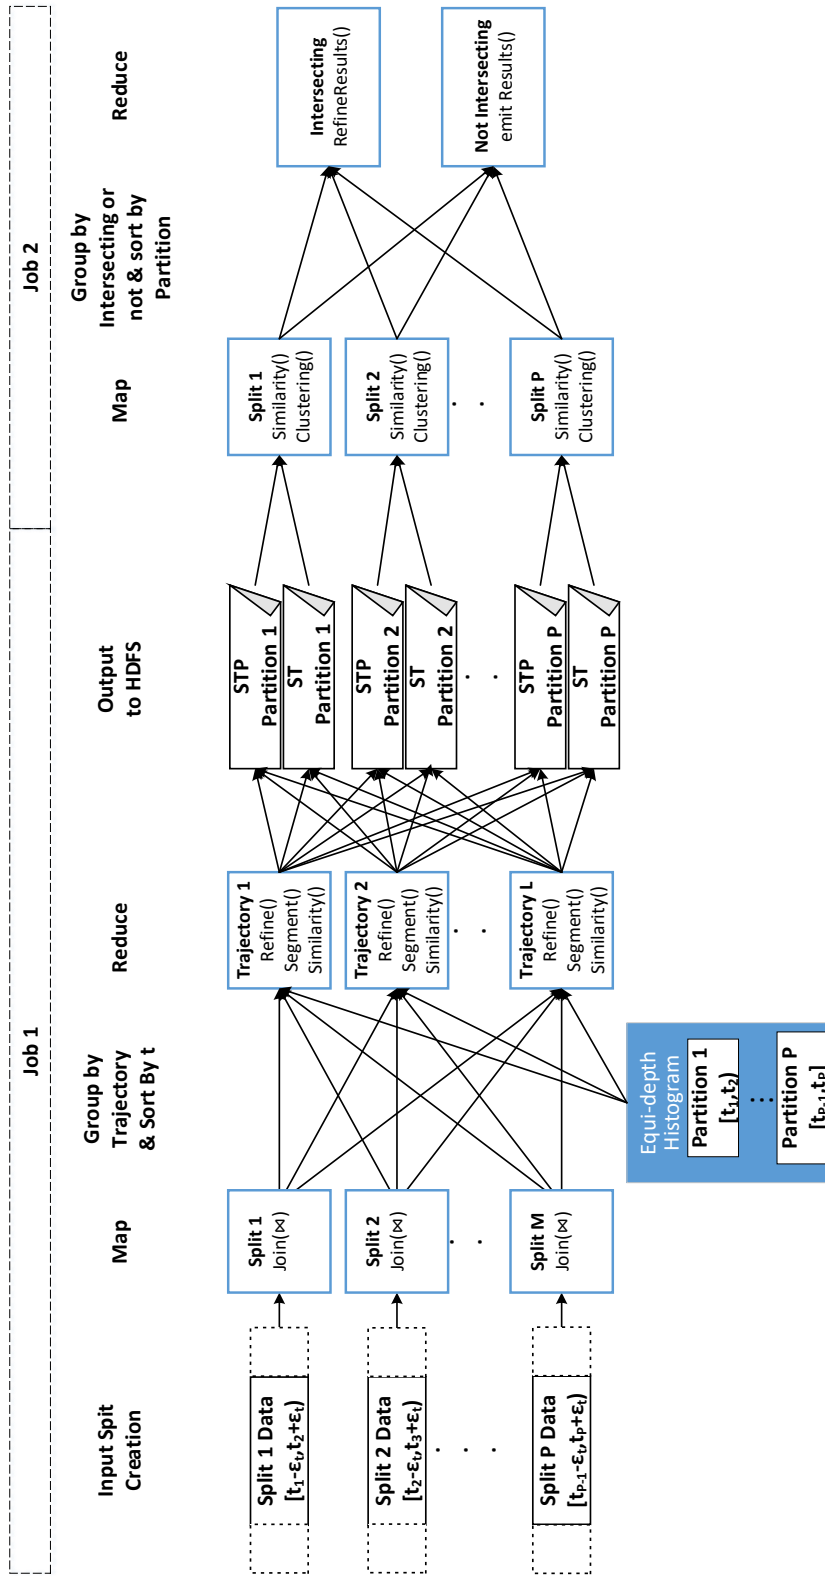 Job 1
Job 2
Input Spit
Creation
Map
Group by
Trajectory
& Sort By t
Reduce
Output
to HDFS
Map
Group by
Intersecting or
not & sort by
Partition
Reduce
Split 1 Data
[t₁-εₜ,t₂+εₜ)
Split 2 Data
[t₂-εₜ,t₃+εₜ)
. . .
Split P Data
[t_P-1-εₜ,t_P+εₜ)
Split 1
Join(⋈)
Split 2
Join(⋈)
. .
Split M
Join(⋈)
Equi-depth
Histogram
Partition 1
[t₁,t₂)
...
Partition P
[t_P-1,t_P]
Trajectory 1
Refine()
Segment()
Similarity()
Trajectory 2
Refine()
Segment()
Similarity()
. .
Trajectory L
Refine()
Segment()
Similarity()
STP
Partition 1
ST
Partition 1
STP
Partition 2
ST
Partition 2
. .
STP
Partition P
ST
Partition P
Split 1
Similarity()
Clustering()
Split 2
Similarity()
Clustering()
. .
Split P
Similarity()
Clustering()
Intersecting
RefineResults()
Not Intersecting
emit Results()